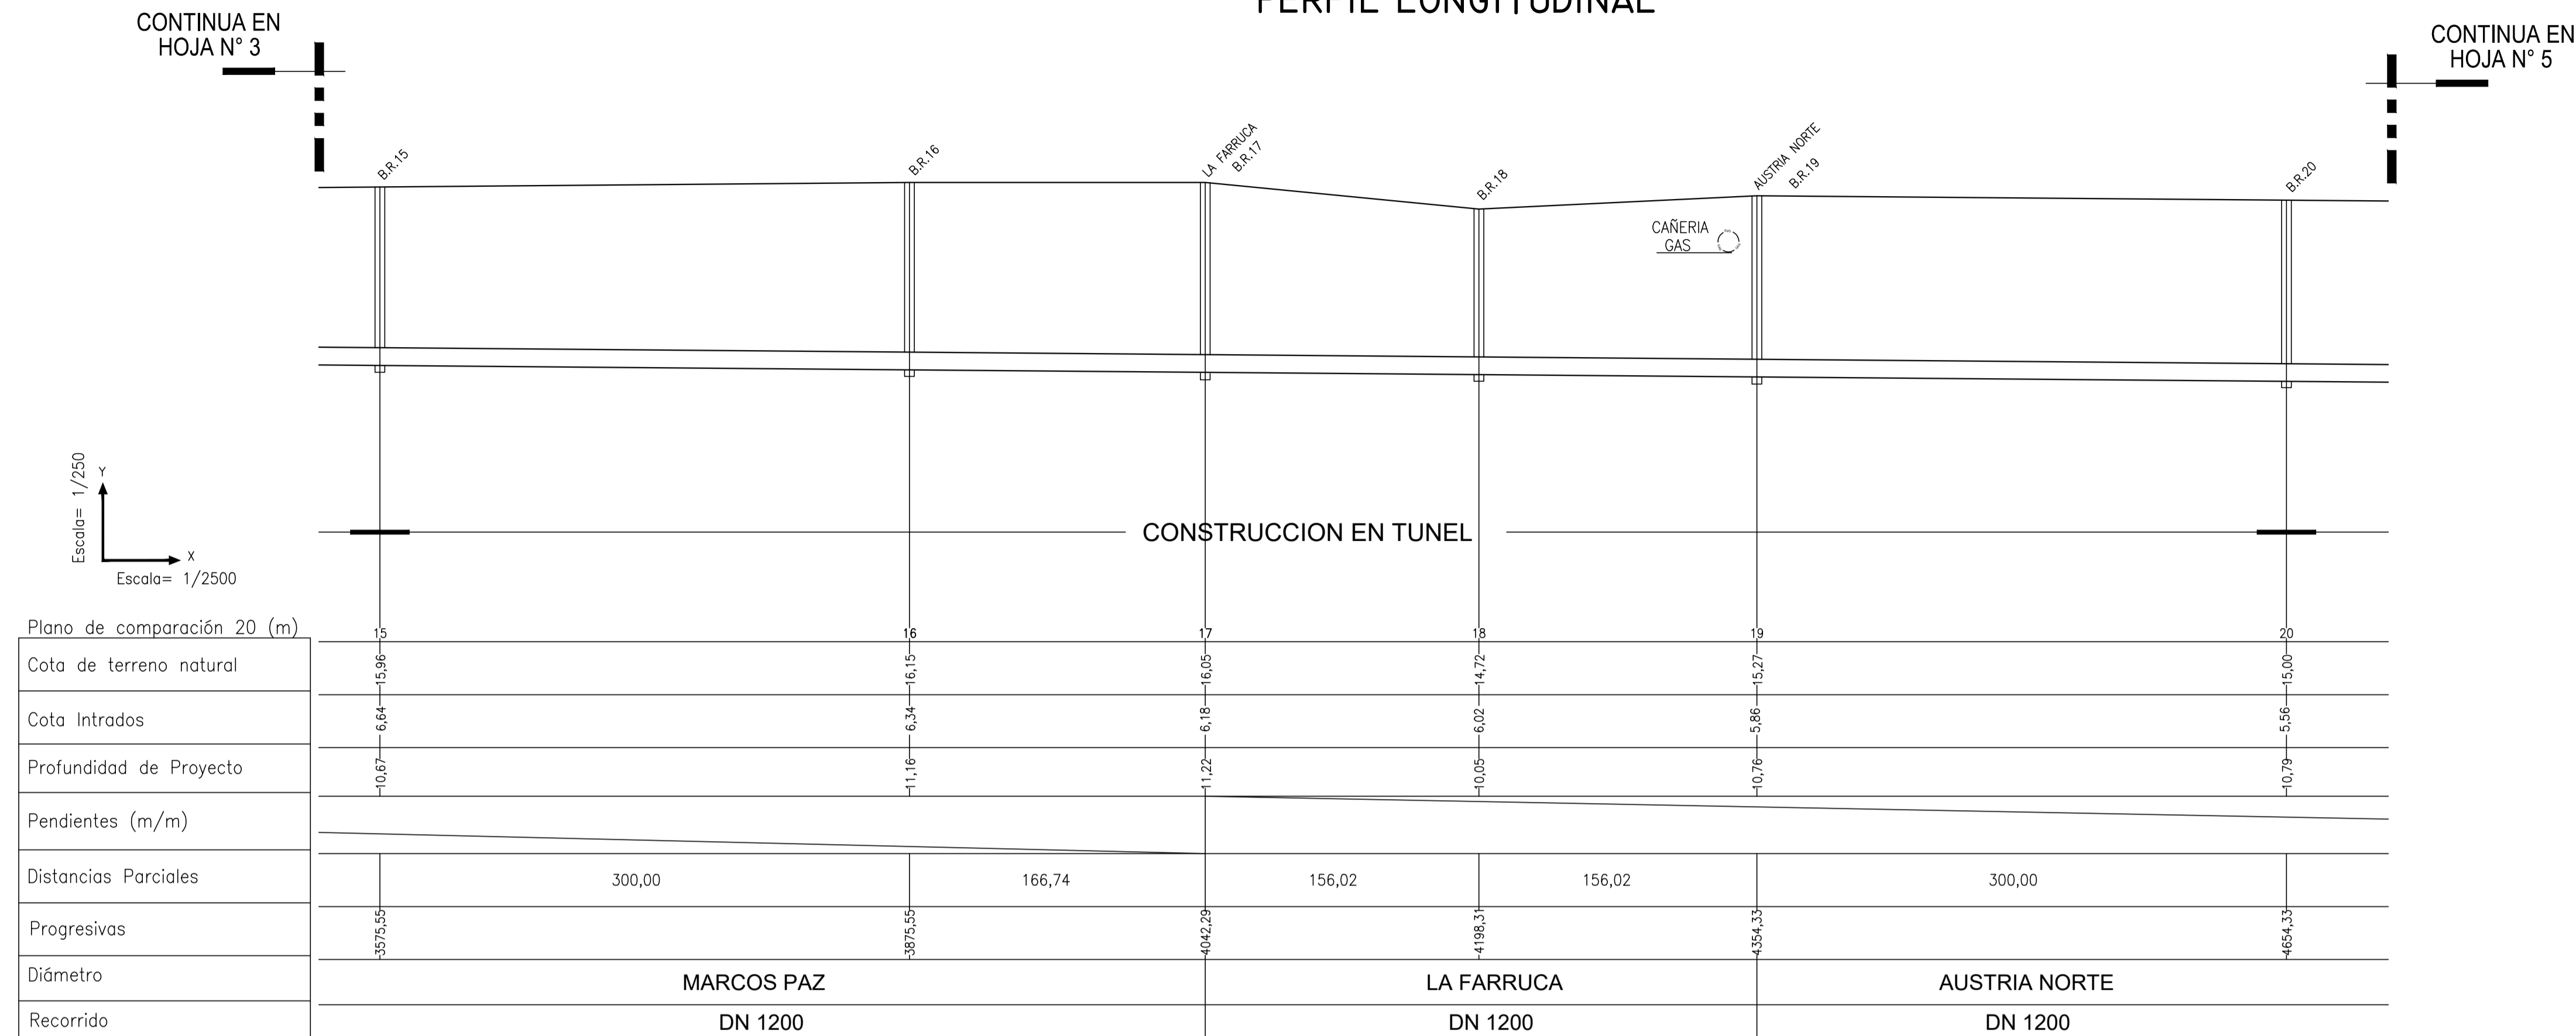 PERFIL LONGITUDINAL
CONTINUA EN
HOJA N° 3
CONTINUA EN
HOJA N° 5
B.R.15
B.R.16
LA FARRUCA
B.R.17
B.R.18
AUSTRIA NORTE
B.R.19
B.R.20
CAÑERIA
GAS
CONSTRUCCION EN TUNEL
Escala= 1/250
Y
X
Escala= 1/2500
Plano de comparación 20 (m)
15 16 17 18 19 20
Cota de terreno natural 15,96 16,15 16,05 14,72 15,27 15,00
Cota Intrados 6,64 6,34 6,18 6,02 5,86 5,56
Profundidad de Proyecto 10,67 11,16 11,22 10,05 10,76 10,79
Pendientes (m/m)
Distancias Parciales 300,00 166,74 156,02 156,02 300,00
Progresivas 3575,55 3875,55 4042,29 4198,31 4354,33 4654,33
Diámetro MARCOS PAZ LA FARRUCA AUSTRIA NORTE
Recorrido DN 1200 DN 1200 DN 1200